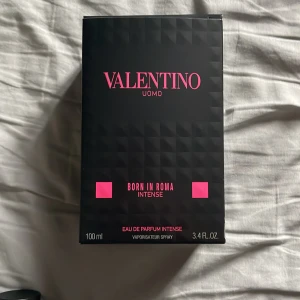 VALENTINO
UOMO
BORN IN ROMA
INTENSE
EAU DE PARFUM INTENSE
100 ml VAPORISATEUR SPRAY 3.4 FL.OZ.